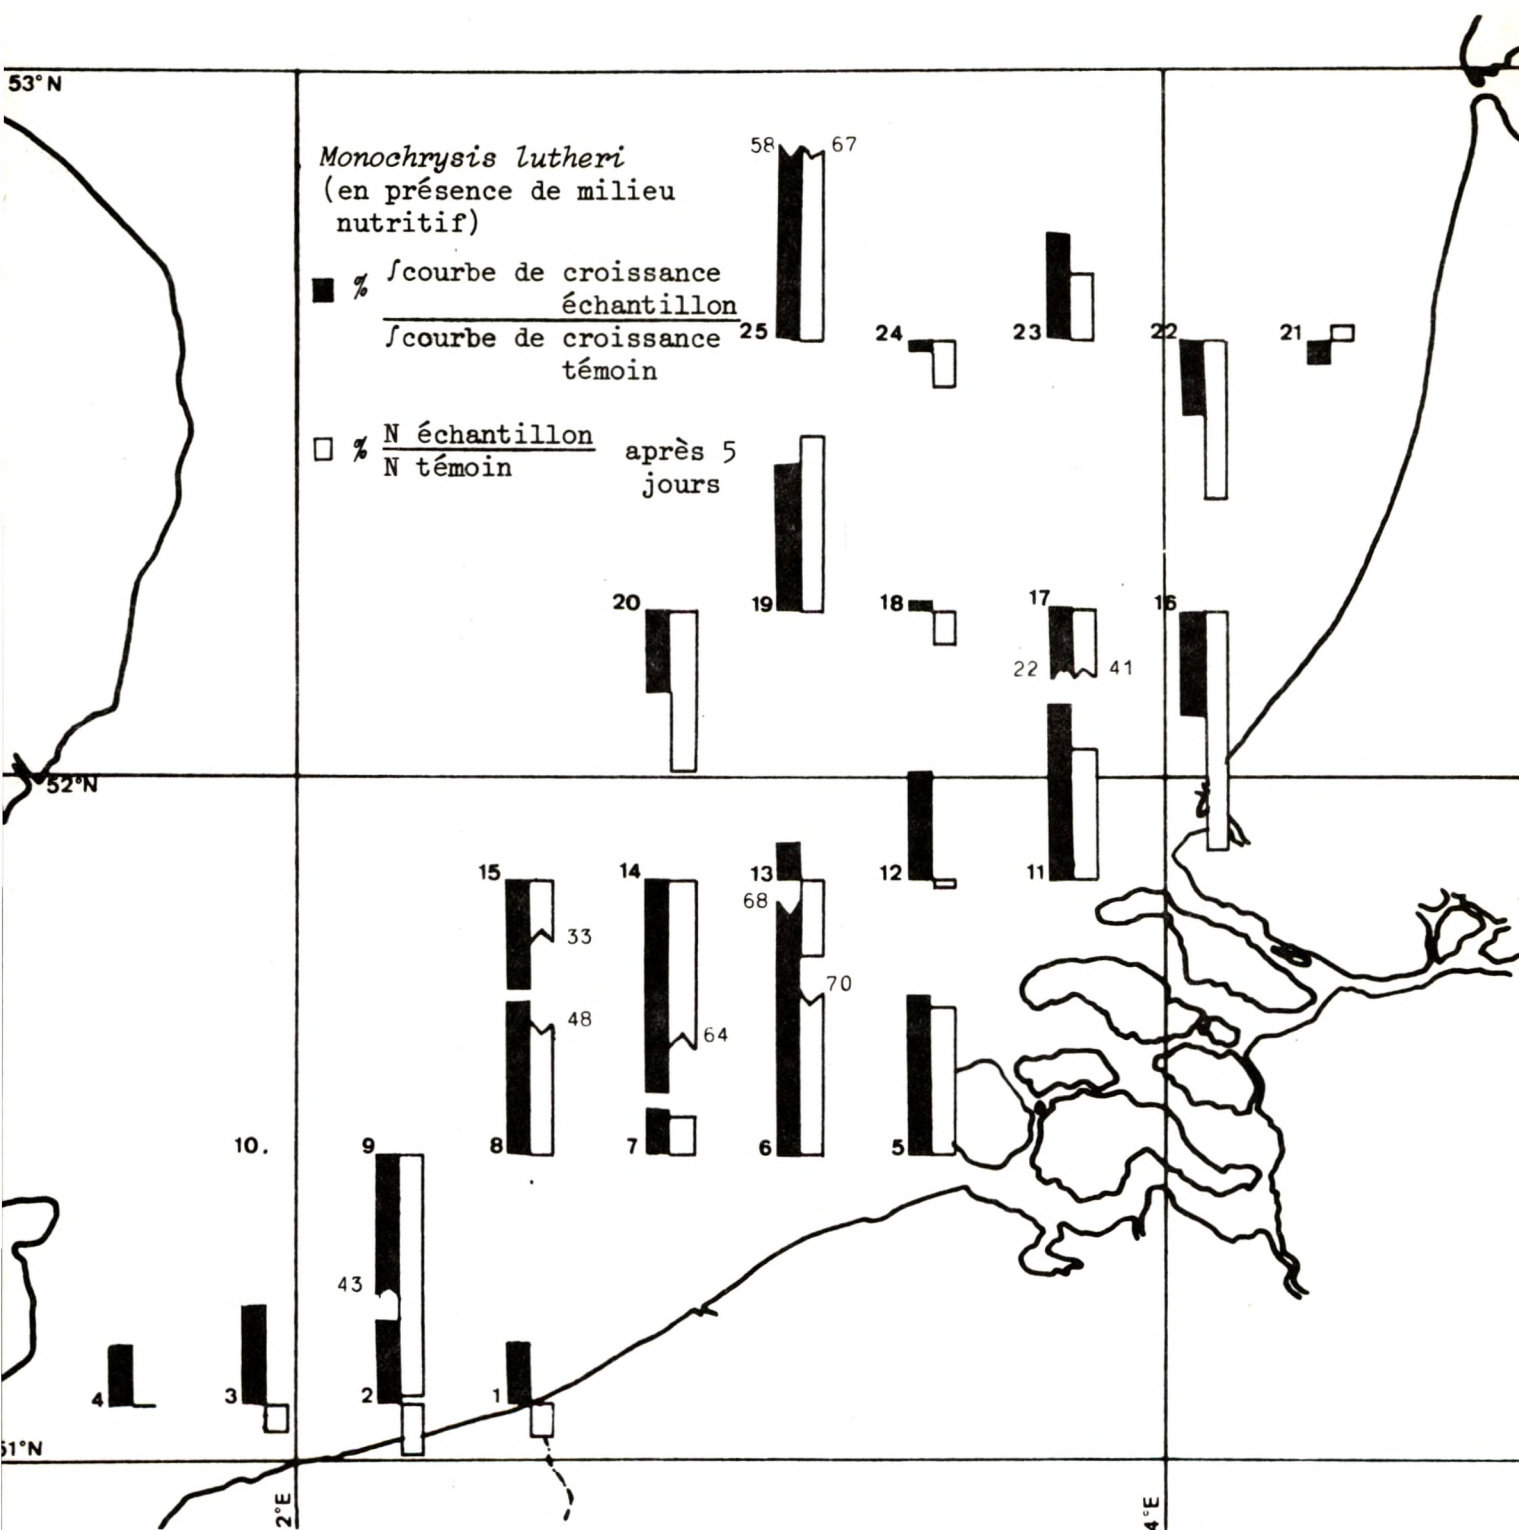 53°N
Monochrysis lutheri
(en présence de milieu
nutritif)
% ∫courbe de croissance
échantillon
∫courbe de croissance
témoin
% N échantillon
N témoin
après 5
jours
58 67
25 24 23 22 21
20 19 18 17 16
22 41
52°N
15 14 13 12 11
68
33
70
48
64
10. 9 8 7 6 5
43
4 3 2 1
51°N
2°E 4°E